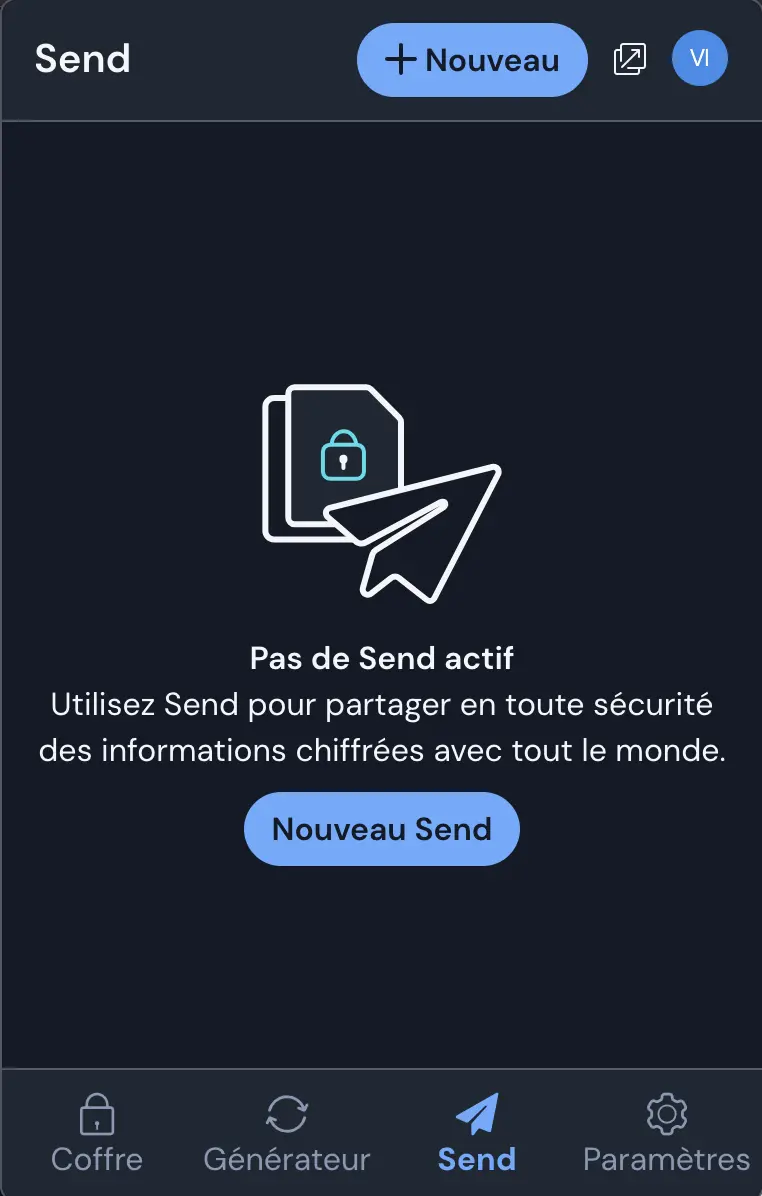 Send
Nouveau
VI
Pas de Send actif
Utilisez Send pour partager en toute sécurité
des informations chiffrées avec tout le monde.
Nouveau Send
Coffre
Générateur
Send
Paramètres